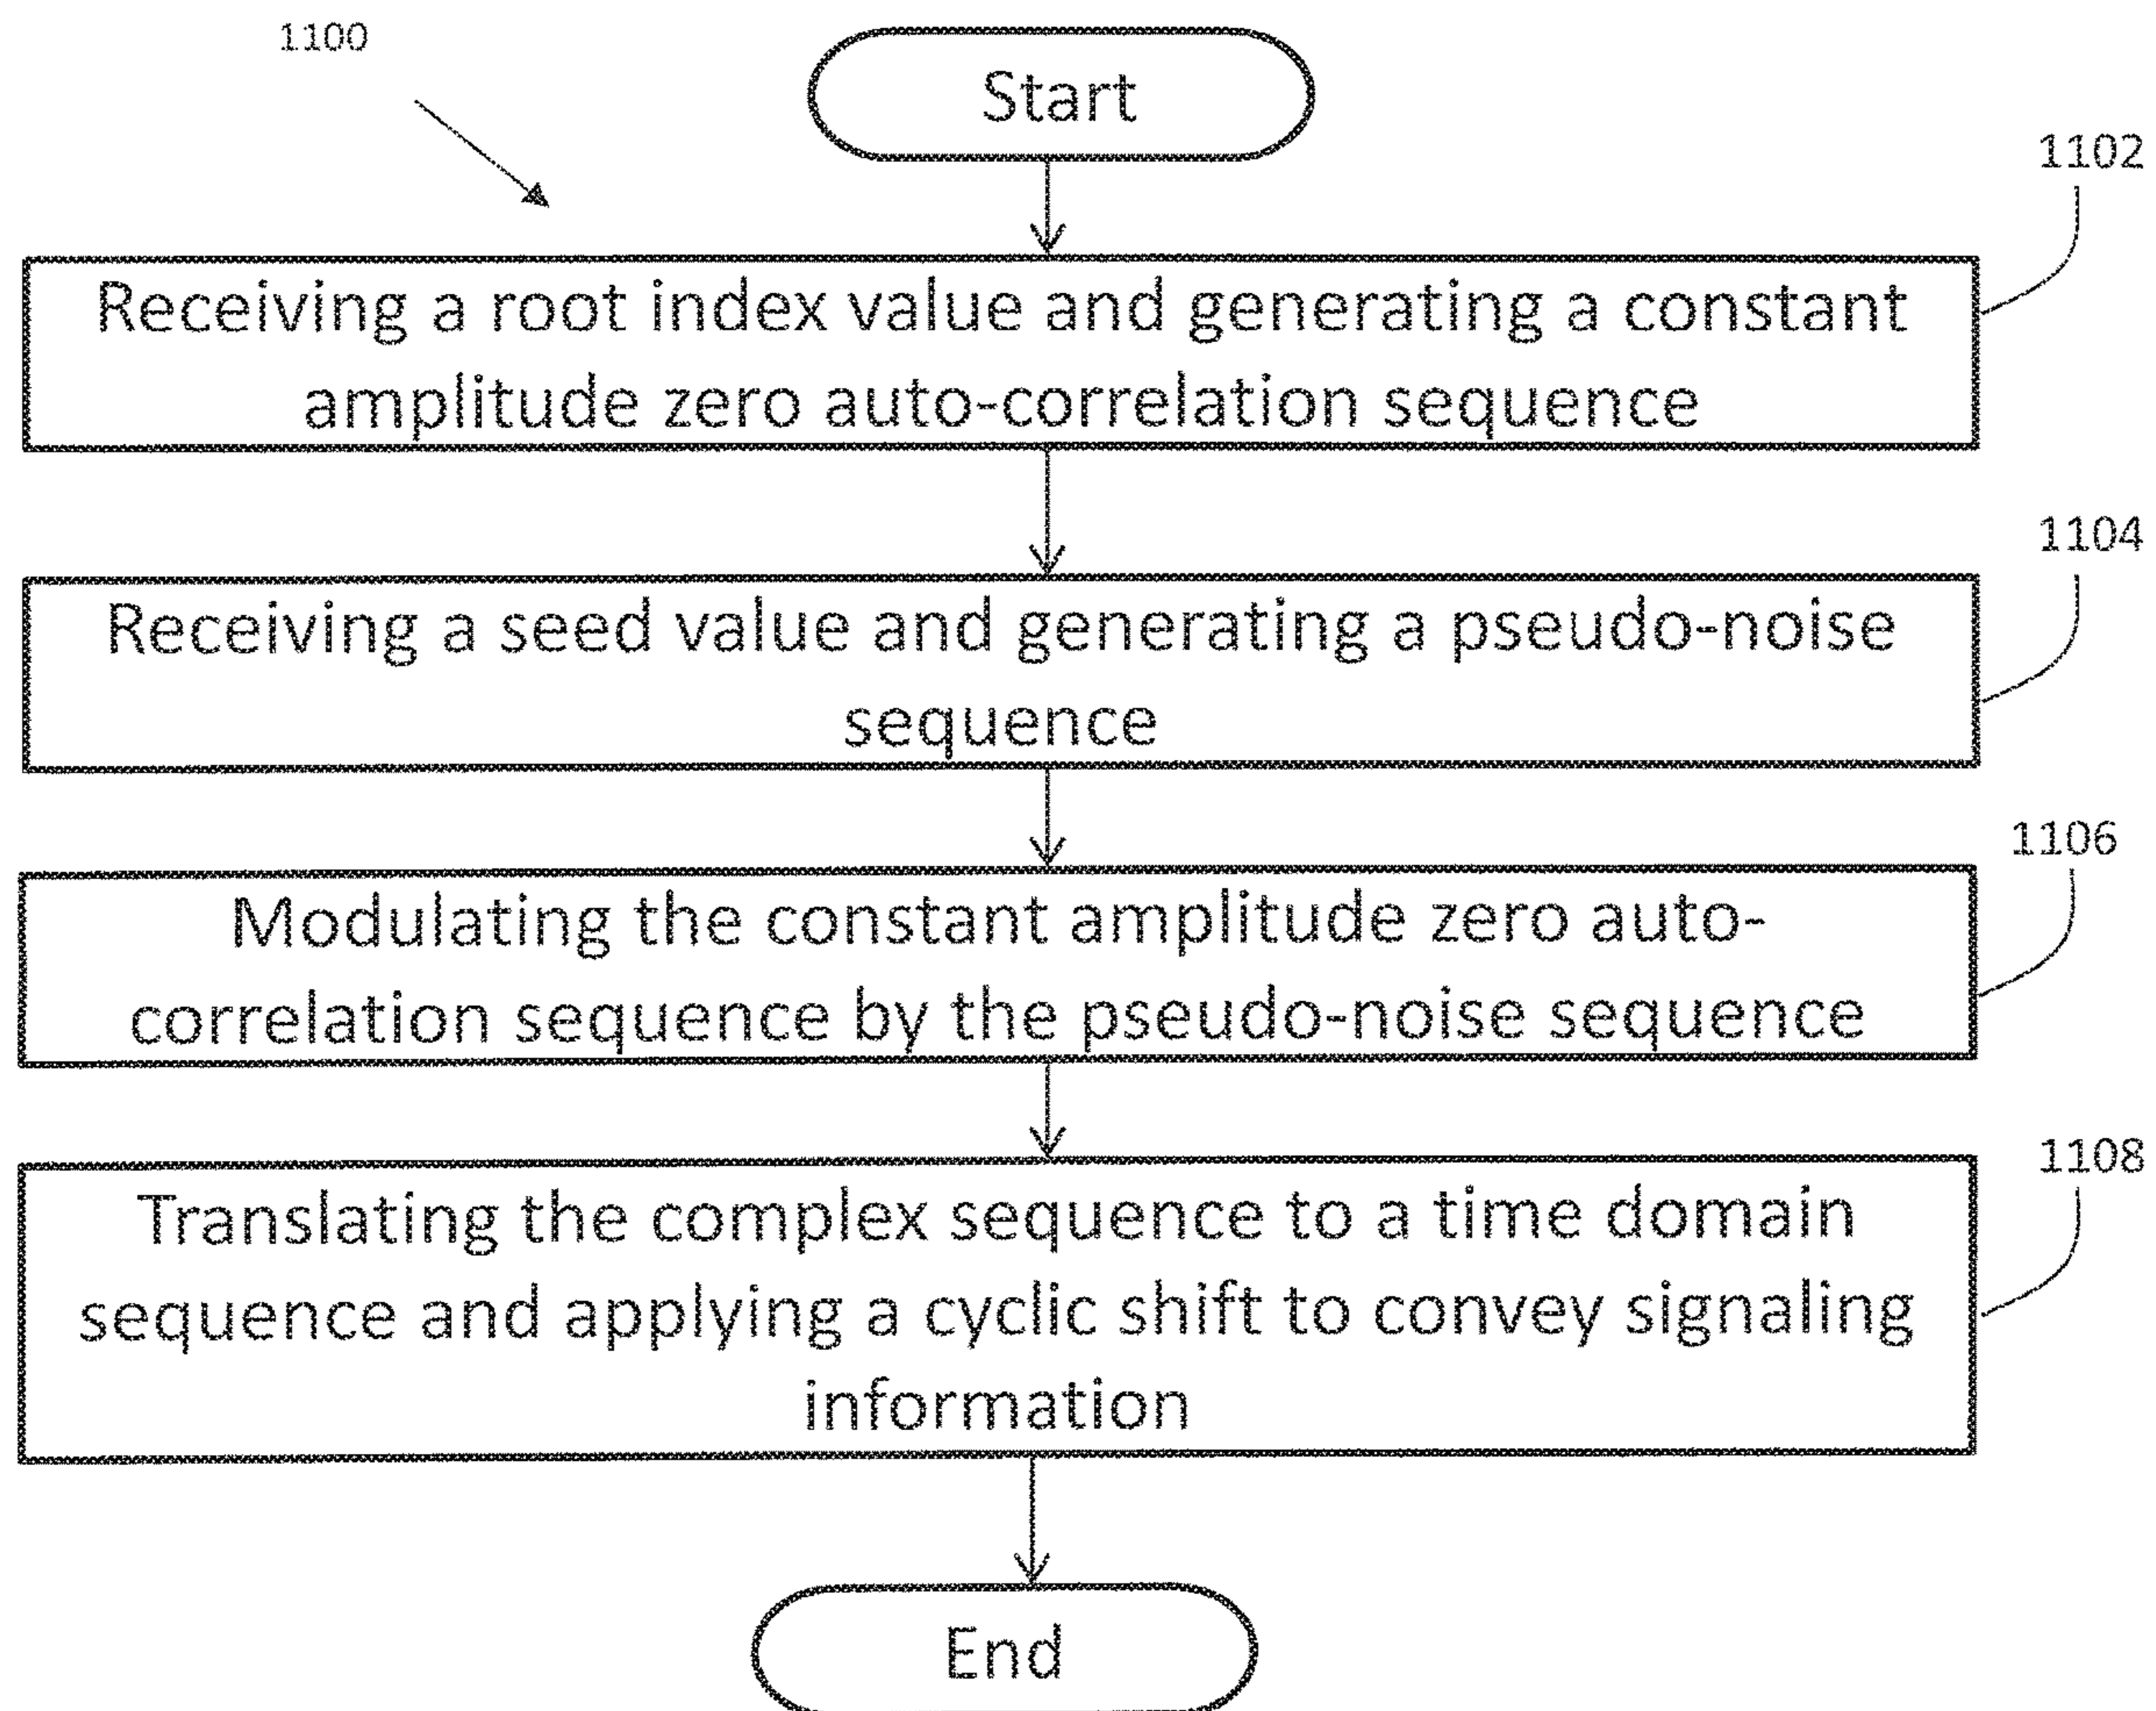 1100
Start
1102
Receiving a root index value and generating a constant
amplitude zero auto-correlation sequence
1104
Receiving a seed value and generating a pseudo-noise
sequence
1106
Modulating the constant amplitude zero auto-
correlation sequence by the pseudo-noise sequence
1108
Translating the complex sequence to a time domain
sequence and applying a cyclic shift to convey signaling
information
End